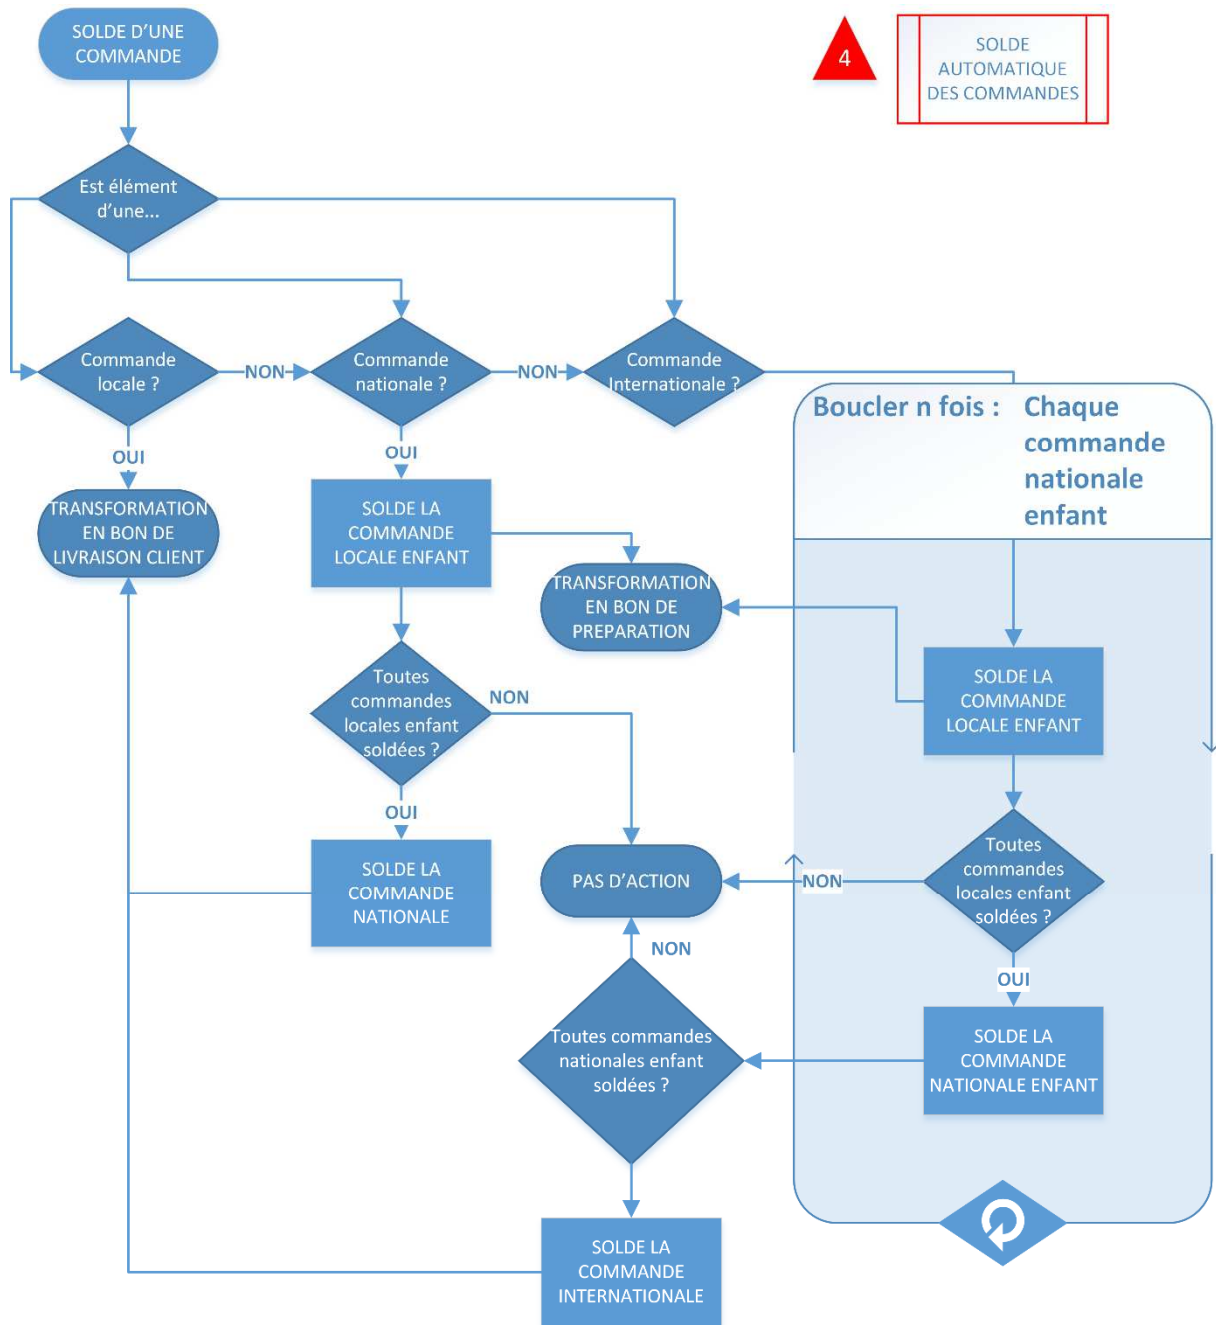 SOLDE D’UNE
COMMANDE
4
SOLDE
AUTOMATIQUE
DES COMMANDES
Est élément
d’une...
Commande
locale ?
NON
Commande
nationale ?
NON
Commande
Internationale ?
Boucler n fois :
Chaque
commande
nationale
enfant
OUI
OUI
TRANSFORMATION
EN BON DE
LIVRAISON CLIENT
SOLDE LA
COMMANDE
LOCALE ENFANT
TRANSFORMATION
EN BON DE
PREPARATION
SOLDE LA
COMMANDE
LOCALE ENFANT
Toutes
commandes
locales enfant
soldées ?
NON
OUI
SOLDE LA
COMMANDE
NATIONALE
PAS D’ACTION
NON
Toutes
commandes
locales enfant
soldées ?
NON
OUI
Toutes commandes
nationales enfant
soldées ?
SOLDE LA
COMMANDE
NATIONALE ENFANT
SOLDE LA
COMMANDE
INTERNATIONALE